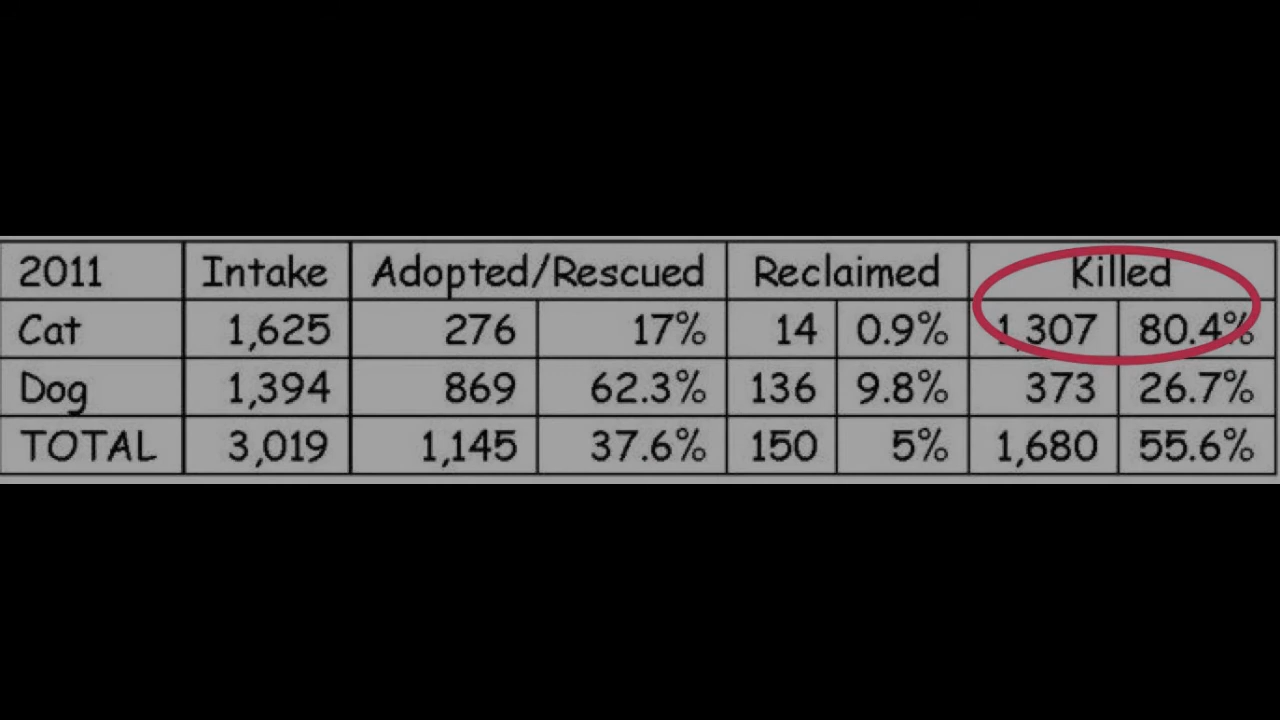 2011 Intake Adopted/Rescued Reclaimed Killed
Cat 1,625 276 17% 14 0.9% 1,307 80.4%
Dog 1,394 869 62.3% 136 9.8% 373 26.7%
TOTAL 3,019 1,145 37.6% 150 5% 1,680 55.6%